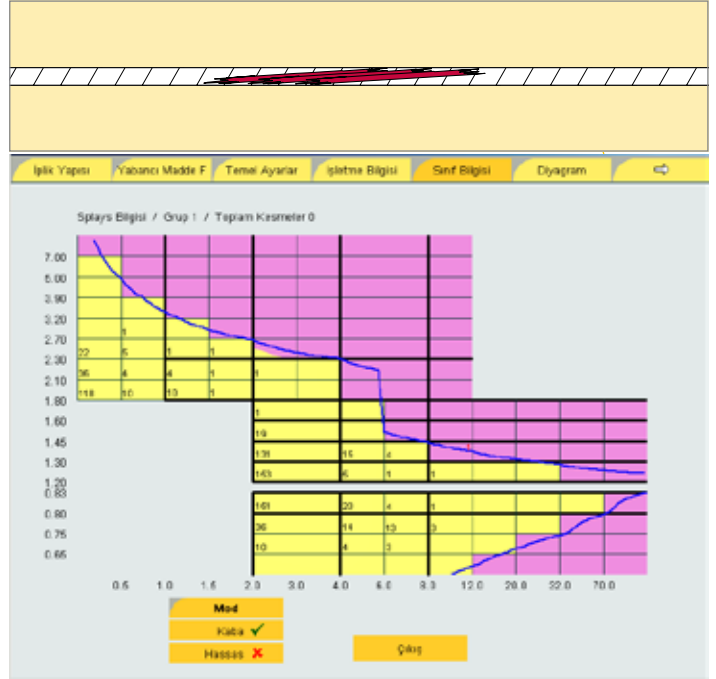 İplik Yapısı Yabancı Madde F Temel Ayarlar İşletme Bilgisi Sınıf Bilgisi Diyagram
Splays Bilgisi / Grup 1 / Toplam Kesmeler 0
7.00
5.00
3.90
3.20
2.70 1
2.30 22 5 1 1
2.10 36 4 4 1 1
1.80 118 10 10 1
1.60 1
1.45 19
1.30 131 15 4
1.20 153 6 1 1
0.83
0.80 161 20 4 1
0.75 36 14 10 3
0.65 10 4 3
0.5 1.0 1.5 2.0 3.0 4.0 6.0 8.0 12.0 20.0 32.0 70.0
Mod
Kaba
Hassas
Çıkış